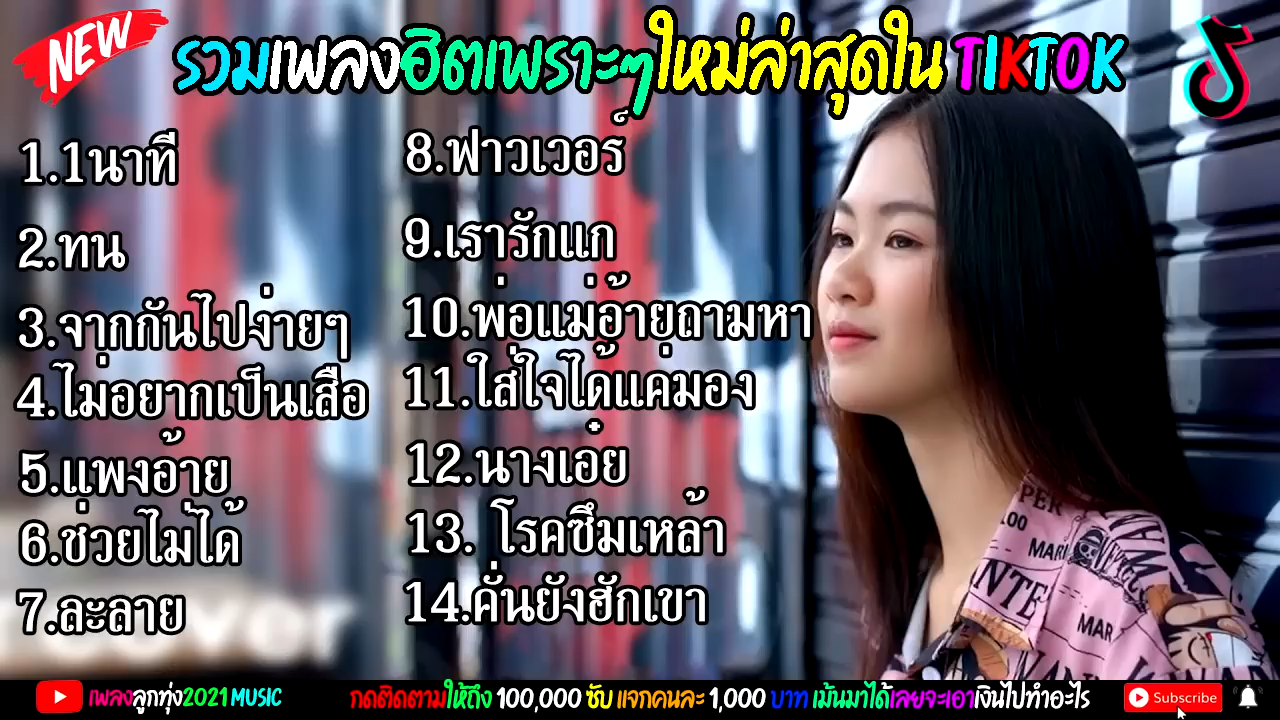 NEW
รวมเพลงฮิตเพราะๆใหม่ล่าสุดใน TIKTOK
1.1นาที
2.ทน
3.จากกันไปง่ายๆ
4.ไม่อยากเป็นเสือ
5.แพงอ้าย
6.ช่วยไม่ได้
7.ละลาย
8.ฟาวเวอร์
9.เรารักแก
10.พ่อแม่อ้ายถามหา
11.ใส่ใจได้แค่มอง
12.นางเอ๋ย
13. โรคซึมเหล้า
14.คั่นยังฮักเขา
PER
100
MARI
ANTE
MAR
WAN
เพลงลูกทุ่ง2021 MUSIC
กดติดตามให้ถึง 100,000 ซับ แจกคนละ 1,000 บาท เม้นมาได้เลยจะเอาเงินไปทำอะไร
Subscribe